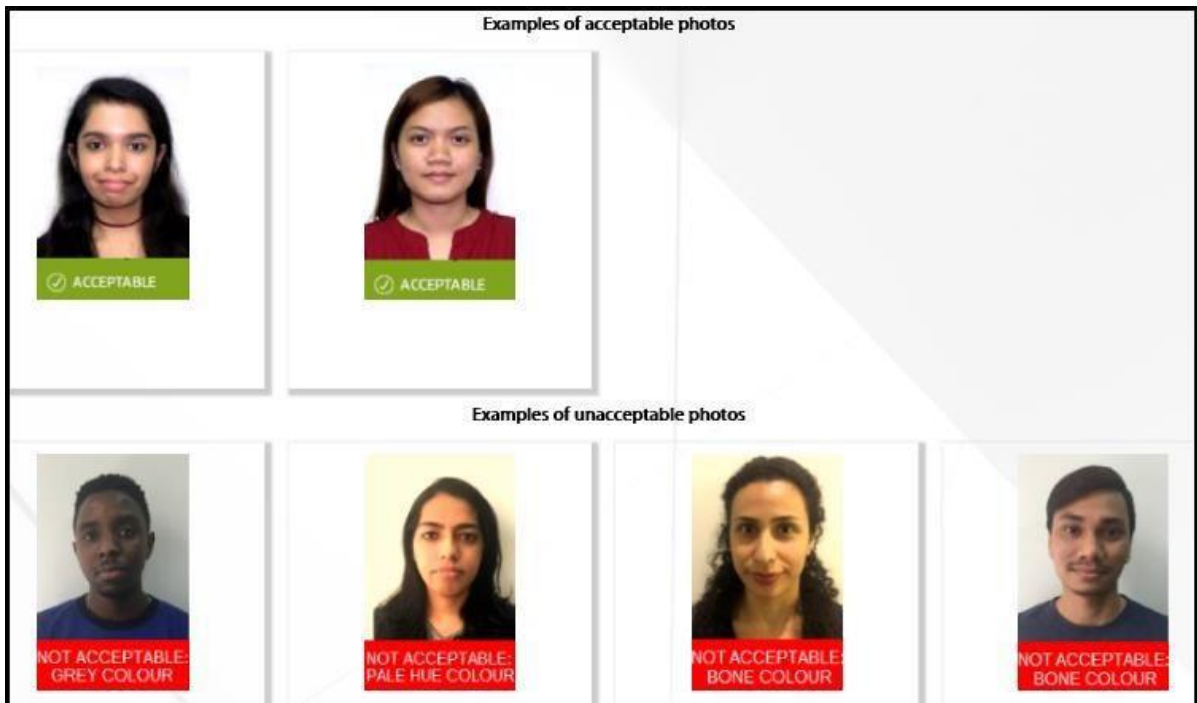 Examples of acceptable photos
ACCEPTABLE
ACCEPTABLE
Examples of unacceptable photos
NOT ACCEPTABLE:
GREY COLOUR
NOT ACCEPTABLE:
PALE HUE COLOUR
NOT ACCEPTABLE:
BONE COLOUR
NOT ACCEPTABLE:
BONE COLOUR